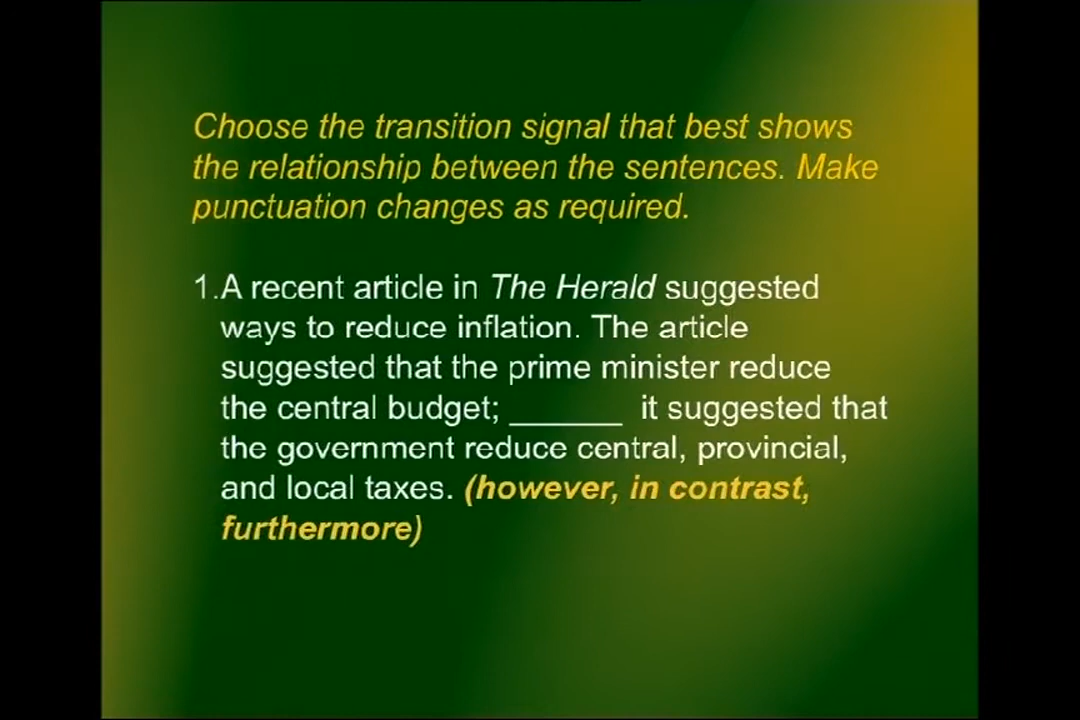 Choose the transition signal that best shows
the relationship between the sentences. Make
punctuation changes as required.
1.A recent article in The Herald suggested
ways to reduce inflation. The article
suggested that the prime minister reduce
the central budget; _______ it suggested that
the government reduce central, provincial,
and local taxes. (however, in contrast,
furthermore)